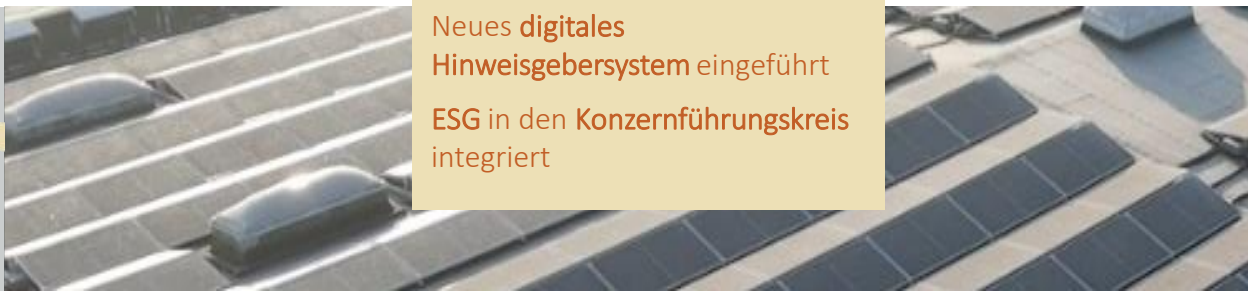 Neues digitales
Hinweisgebersystem eingeführt
ESG in den Konzernführungskreis
integriert